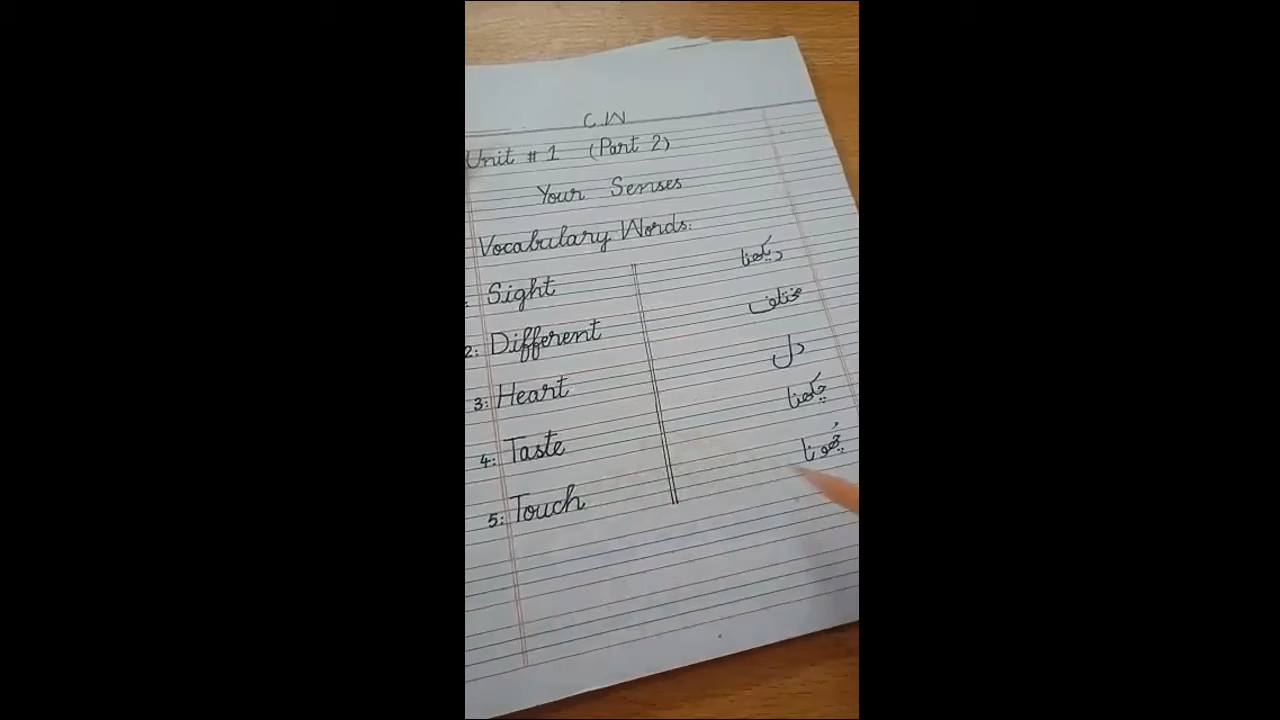 C.W
Unit # 1 (Part 2)
Your Senses
Vocabulary Words:
Sight دیکھنا
2: Different مختلف
3: Heart دل
4: Taste چکھنا
5: Touch چُھونا